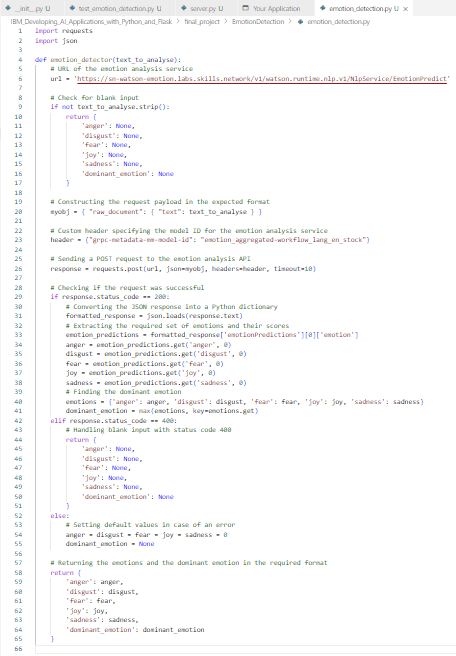 __init__.py U
test_emotion_detection.py U
server.py U
Your Application
emotion_detection.py U ×
IBM_Developing_AI_Applications_with_Python_and_Flask > final_project > EmotionDetection > emotion_detection.py
1 import requests
2 import json
3
4 def emotion_detector(text_to_analyse):
5 # URL of the emotion analysis service
6 url = 'https://sn-watson-emotion.labs.skills.network/v1/watson.runtime.nlp.v1/NlpService/EmotionPredict'
7
8 # Check for blank input
9 if not text_to_analyse.strip():
10 return {
11 'anger': None,
12 'disgust': None,
13 'fear': None,
14 'joy': None,
15 'sadness': None,
16 'dominant_emotion': None
17 }
18
19 # Constructing the request payload in the expected format
20 myobj = { "raw_document": { "text": text_to_analyse } }
21
22 # Custom header specifying the model ID for the emotion analysis service
23 header = {"grpc-metadata-mm-model-id": "emotion_aggregated-workflow_lang_en_stock"}
24
25 # Sending a POST request to the emotion analysis API
26 response = requests.post(url, json=myobj, headers=header, timeout=10)
27
28 # Checking if the request was successful
29 if response.status_code == 200:
30 # Converting the JSON response into a Python dictionary
31 formatted_response = json.loads(response.text)
32 # Extracting the required set of emotions and their scores
33 emotion_predictions = formatted_response['emotionPredictions'][0]['emotion']
34 anger = emotion_predictions.get('anger', 0)
35 disgust = emotion_predictions.get('disgust', 0)
36 fear = emotion_predictions.get('fear', 0)
37 joy = emotion_predictions.get('joy', 0)
38 sadness = emotion_predictions.get('sadness', 0)
39 # Finding the dominant emotion
40 emotions = {'anger': anger, 'disgust': disgust, 'fear': fear, 'joy': joy, 'sadness': sadness}
41 dominant_emotion = max(emotions, key=emotions.get)
42 elif response.status_code == 400:
43 # Handling blank input with status code 400
44 return {
45 'anger': None,
46 'disgust': None,
47 'fear': None,
48 'joy': None,
49 'sadness': None,
50 'dominant_emotion': None
51 }
52 else:
53 # Setting default values in case of an error
54 anger = disgust = fear = joy = sadness = 0
55 dominant_emotion = None
56
57 # Returning the emotions and the dominant emotion in the required format
58 return {
59 'anger': anger,
60 'disgust': disgust,
61 'fear': fear,
62 'joy': joy,
63 'sadness': sadness,
64 'dominant_emotion': dominant_emotion
65 }
66